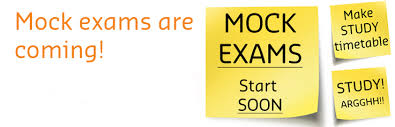 Mock exams are
coming!
MOCK
EXAMS
Start
SOON
Make
STUDY
timetable
STUDY!
ARGGHH!!